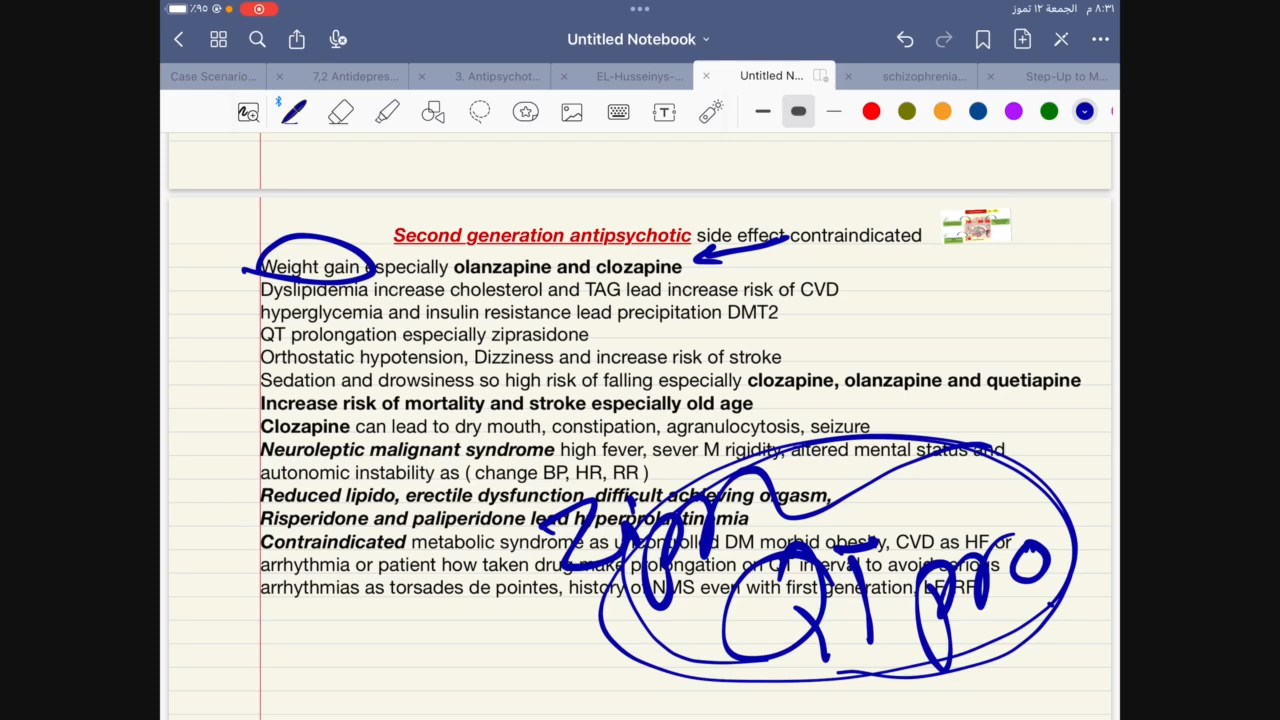 ٨:٣١ م الجمعة ١٢ تموز
٪٩٥
Untitled Notebook
Case Scenario...
7,2 Antidepres...
3. Antipsychot...
EL-Husseinys-...
Untitled N...
schizophrenia...
Step-Up to M...
Second generation antipsychotic side effect contraindicated
Weight gain especially olanzapine and clozapine
Dyslipidemia increase cholesterol and TAG lead increase risk of CVD
hyperglycemia and insulin resistance lead precipitation DMT2
QT prolongation especially ziprasidone
Orthostatic hypotension, Dizziness and increase risk of stroke
Sedation and drowsiness so high risk of falling especially clozapine, olanzapine and quetiapine
Increase risk of mortality and stroke especially old age
Clozapine can lead to dry mouth, constipation, agranulocytosis, seizure
Neuroleptic malignant syndrome high fever, sever M rigidity, altered mental status and
autonomic instability as ( change BP, HR, RR )
Reduced lipido, erectile dysfunction, difficult achieving orgasm,
Risperidone and paliperidone lead hyperprolactinemia
Contraindicated metabolic syndrome as uncontrolled DM morbid obesity, CVD as HF or
arrhythmia or patient how taken drug make prolongation on QT interval to avoid serious
arrhythmias as torsades de pointes, history of NMS even with first generation, LF RF
QT pro